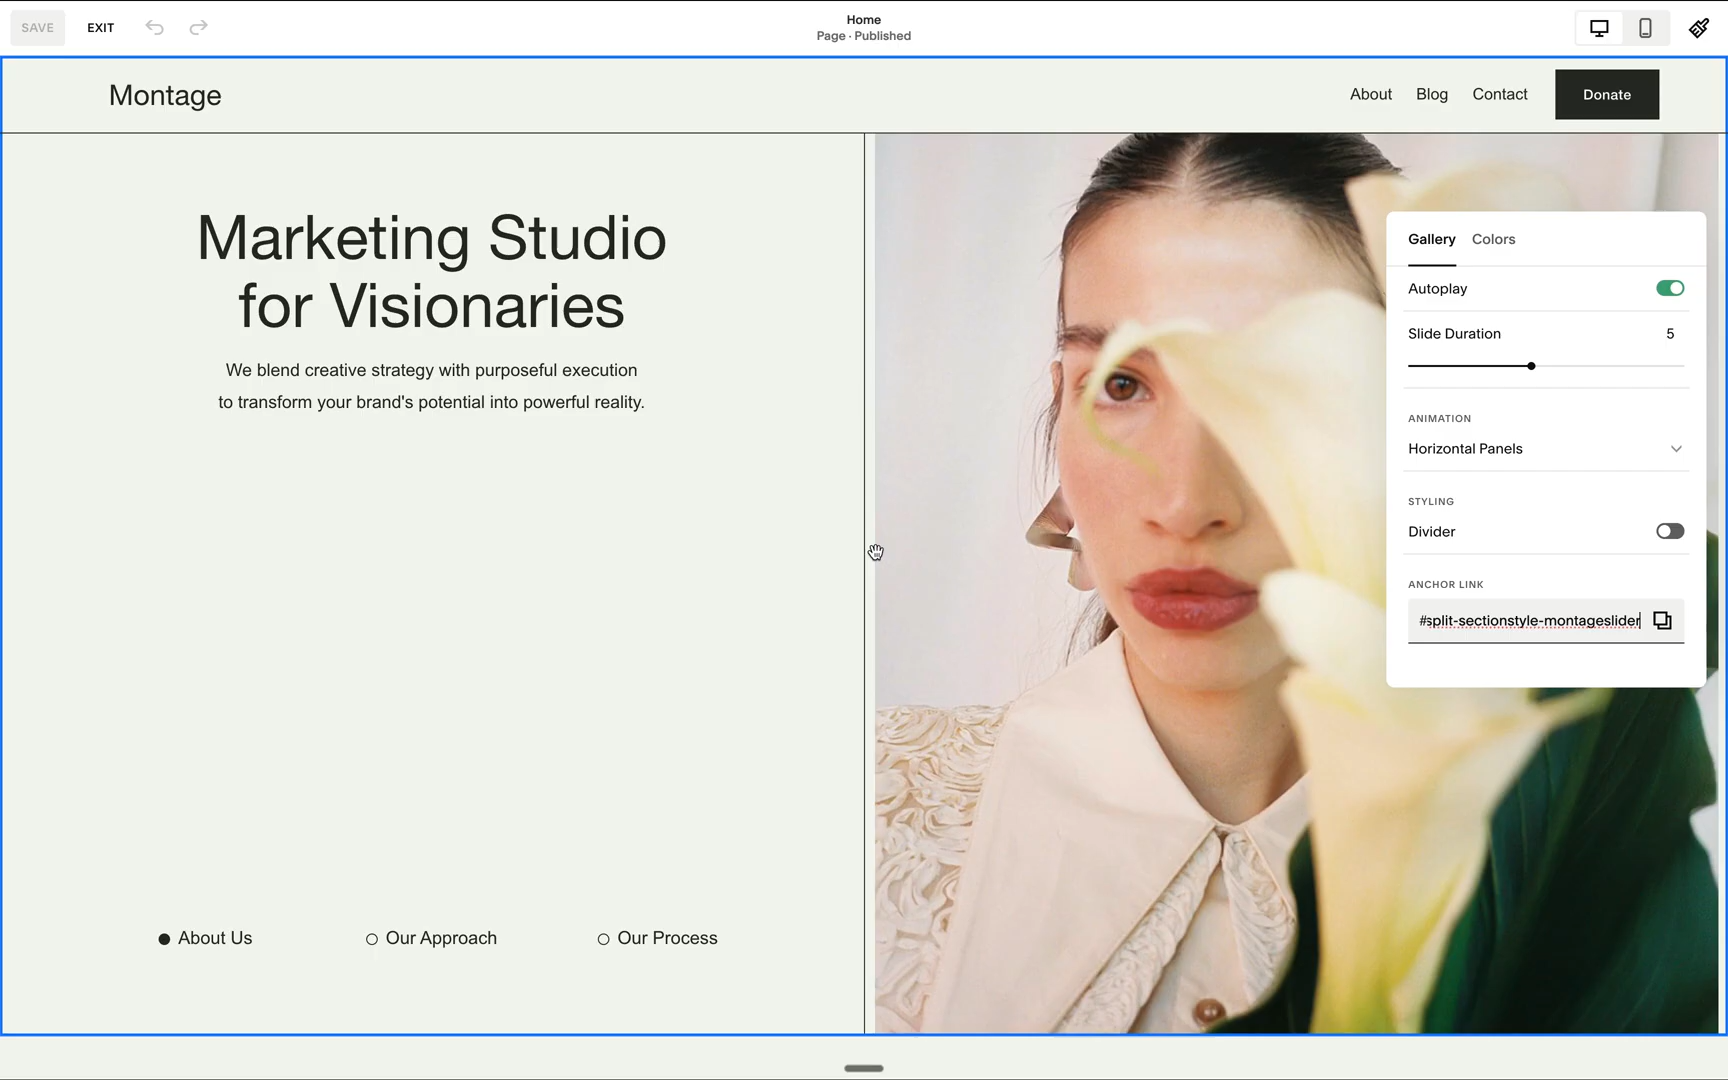 SAVE
EXIT
Home
Page · Published
Montage
About
Blog
Contact
Donate
Marketing Studio
for Visionaries
We blend creative strategy with purposeful execution
to transform your brand's potential into powerful reality.
About Us
Our Approach
Our Process
Gallery
Colors
Autoplay
Slide Duration
5
ANIMATION
Horizontal Panels
STYLING
Divider
ANCHOR LINK
#split-sectionstyle-montageslider